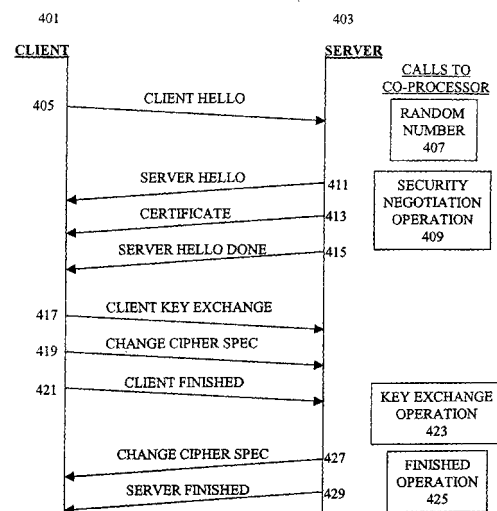 401
403
CLIENT
SERVER
CALLS TO
CO-PROCESSOR
405
CLIENT HELLO
RANDOM
NUMBER
407
SERVER HELLO
411
SECURITY
NEGOTIATION
OPERATION
409
CERTIFICATE
413
SERVER HELLO DONE
415
417
CLIENT KEY EXCHANGE
419
CHANGE CIPHER SPEC
421
CLIENT FINISHED
KEY EXCHANGE
OPERATION
423
CHANGE CIPHER SPEC
427
FINISHED
OPERATION
425
SERVER FINISHED
429